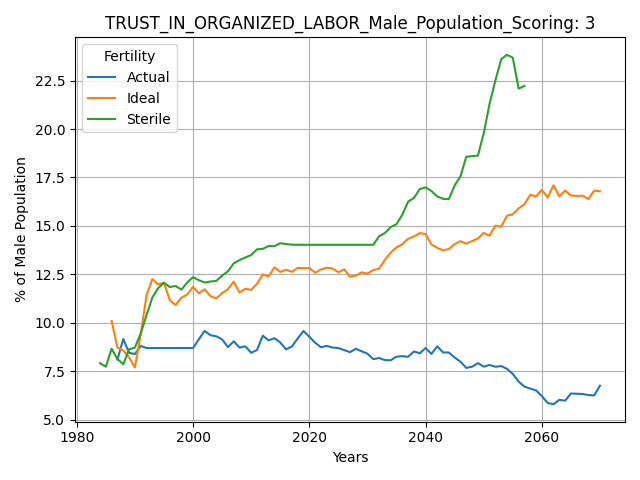 TRUST_IN_ORGANIZED_LABOR_Male_Population_Scoring: 3
Fertility
Actual
Ideal
Sterile
% of Male Population
22.5
20.0
17.5
15.0
12.5
10.0
7.5
5.0
1980 2000 2020 2040 2060
Years